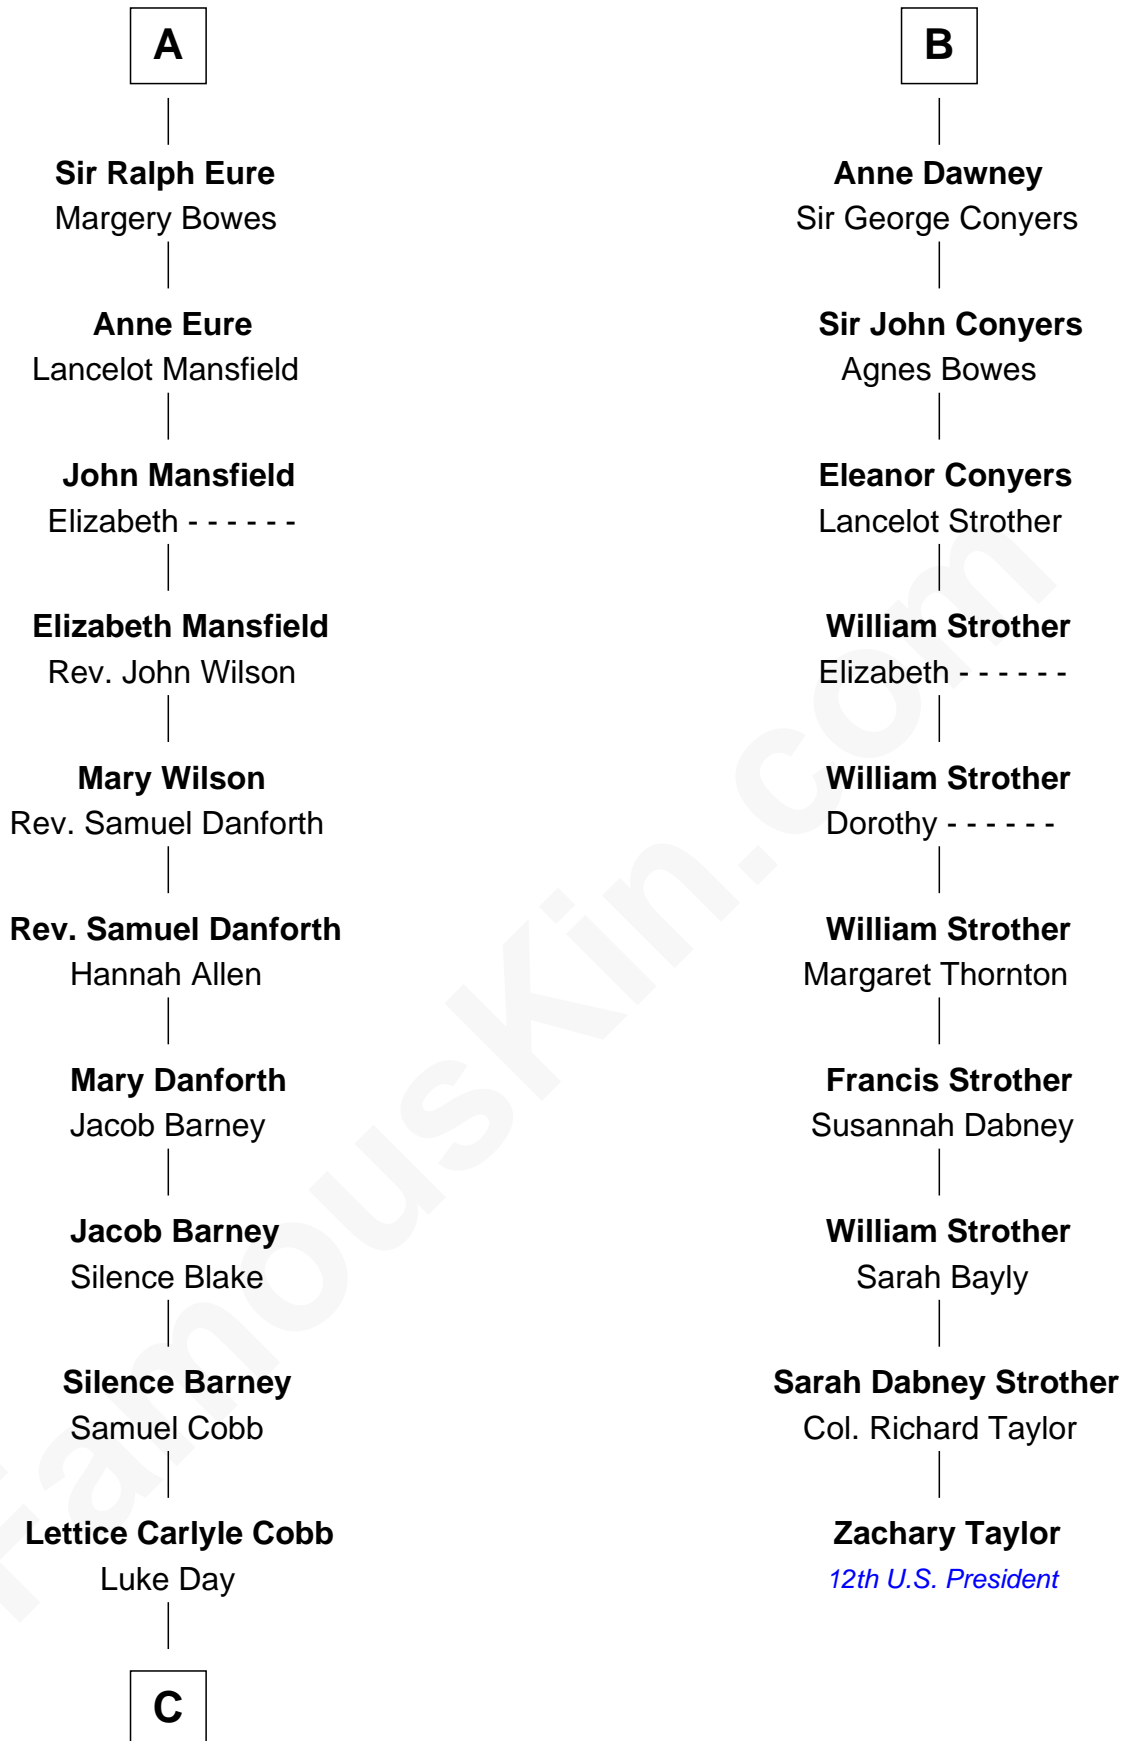 A
Sir Ralph Eure
Margery Bowes
Anne Eure
Lancelot Mansfield
John Mansfield
Elizabeth - - - - - -
Elizabeth Mansfield
Rev. John Wilson
Mary Wilson
Rev. Samuel Danforth
Rev. Samuel Danforth
Hannah Allen
Mary Danforth
Jacob Barney
Jacob Barney
Silence Blake
Silence Barney
Samuel Cobb
Lettice Carlyle Cobb
Luke Day
C
B
Anne Dawney
Sir George Conyers
Sir John Conyers
Agnes Bowes
Eleanor Conyers
Lancelot Strother
William Strother
Elizabeth - - - - - -
William Strother
Dorothy - - - - - -
William Strother
Margaret Thornton
Francis Strother
Susannah Dabney
William Strother
Sarah Bayly
Sarah Dabney Strother
Col. Richard Taylor
Zachary Taylor
12th U.S. President
FamousKin.com